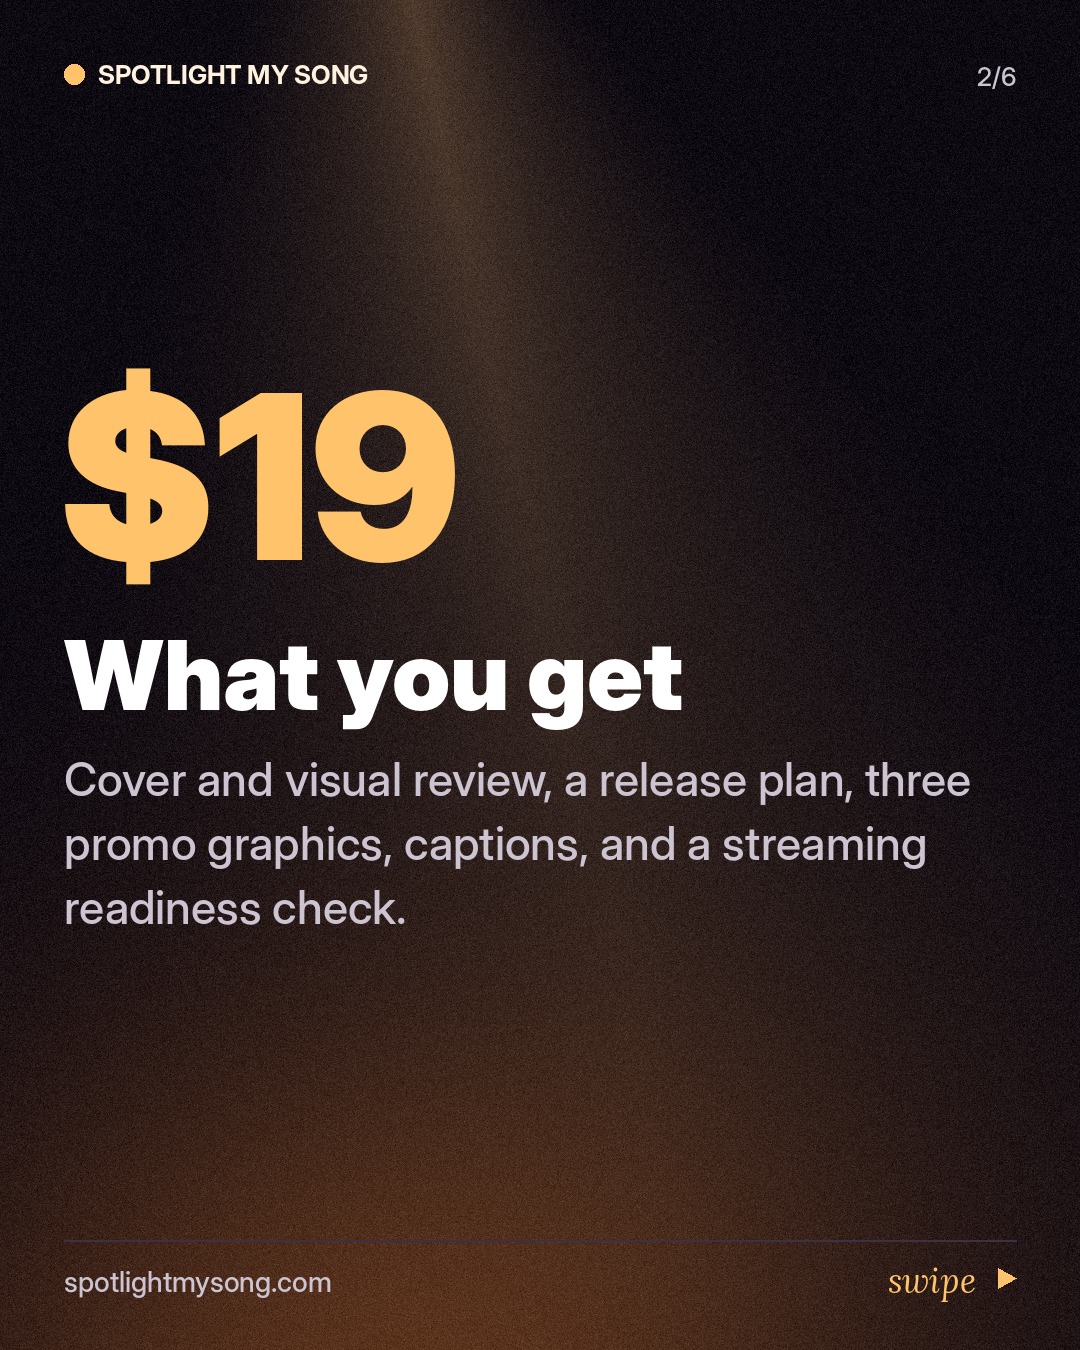 SPOTLIGHT MY SONG
2/6
$19
What you get
Cover and visual review, a release plan, three
promo graphics, captions, and a streaming
readiness check.
spotlightmysong.com
swipe